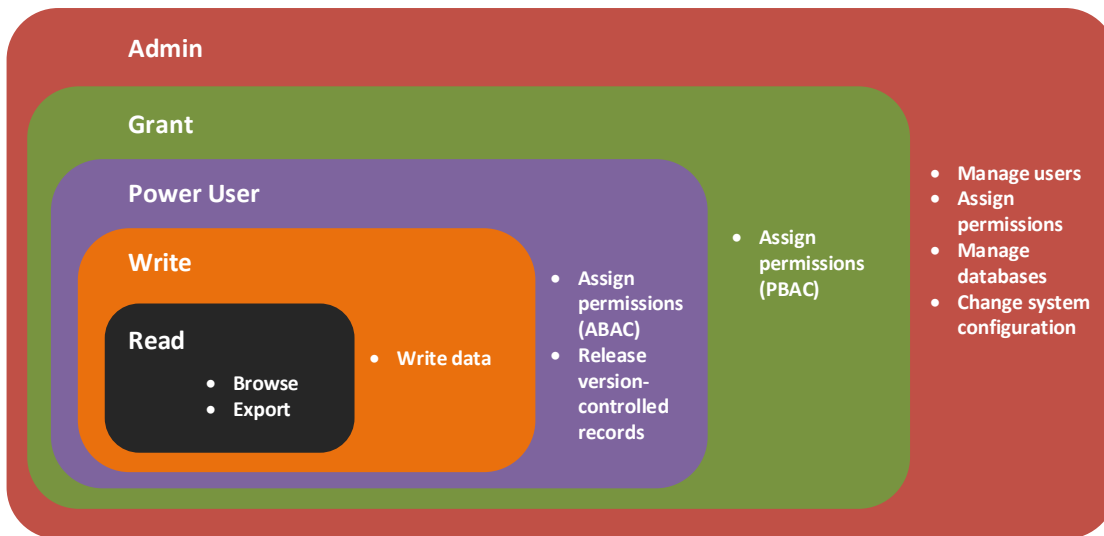 Admin
Grant
Power User
Write
Read
• Browse
• Export
• Write data
• Assign
permissions
(ABAC)
• Release
version-
controlled
records
• Assign
permissions
(PBAC)
• Manage users
• Assign
permissions
• Manage
databases
• Change system
configuration